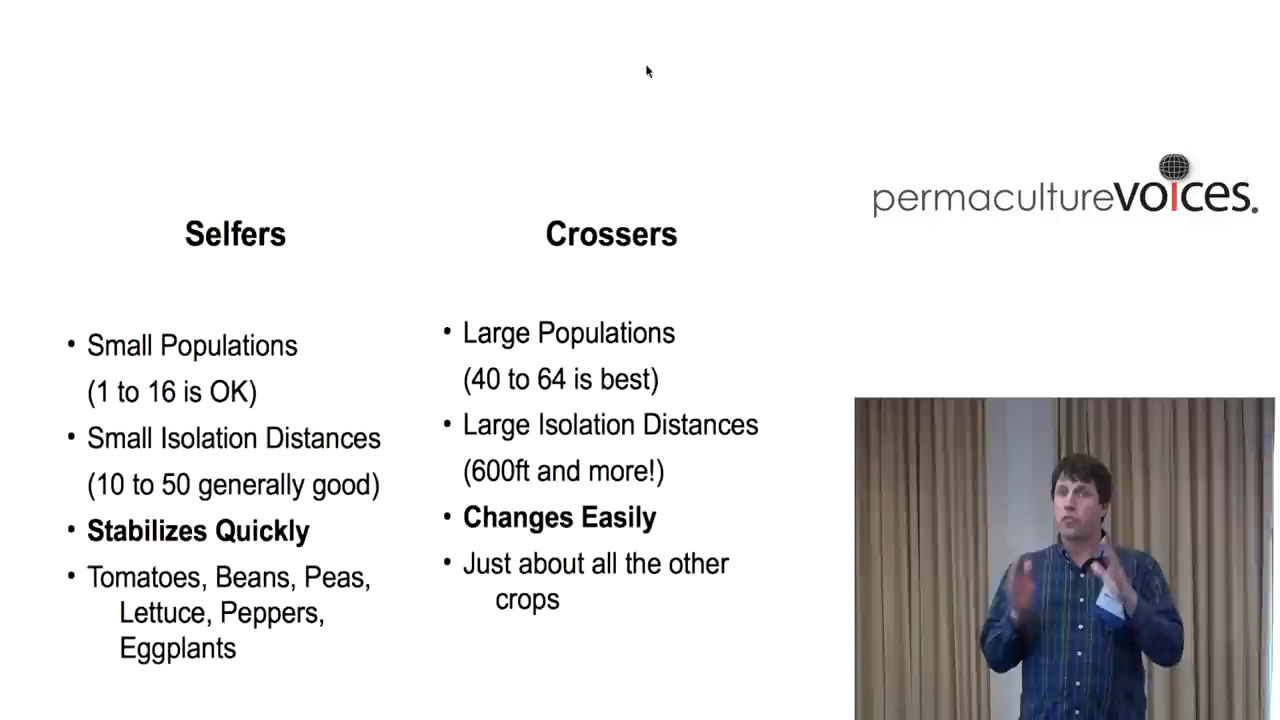 permaculturevoices.
Selfers
• Small Populations
(1 to 16 is OK)
• Small Isolation Distances
(10 to 50 generally good)
• Stabilizes Quickly
• Tomatoes, Beans, Peas,
Lettuce, Peppers,
Eggplants
Crossers
• Large Populations
(40 to 64 is best)
• Large Isolation Distances
(600ft and more!)
• Changes Easily
• Just about all the other
crops